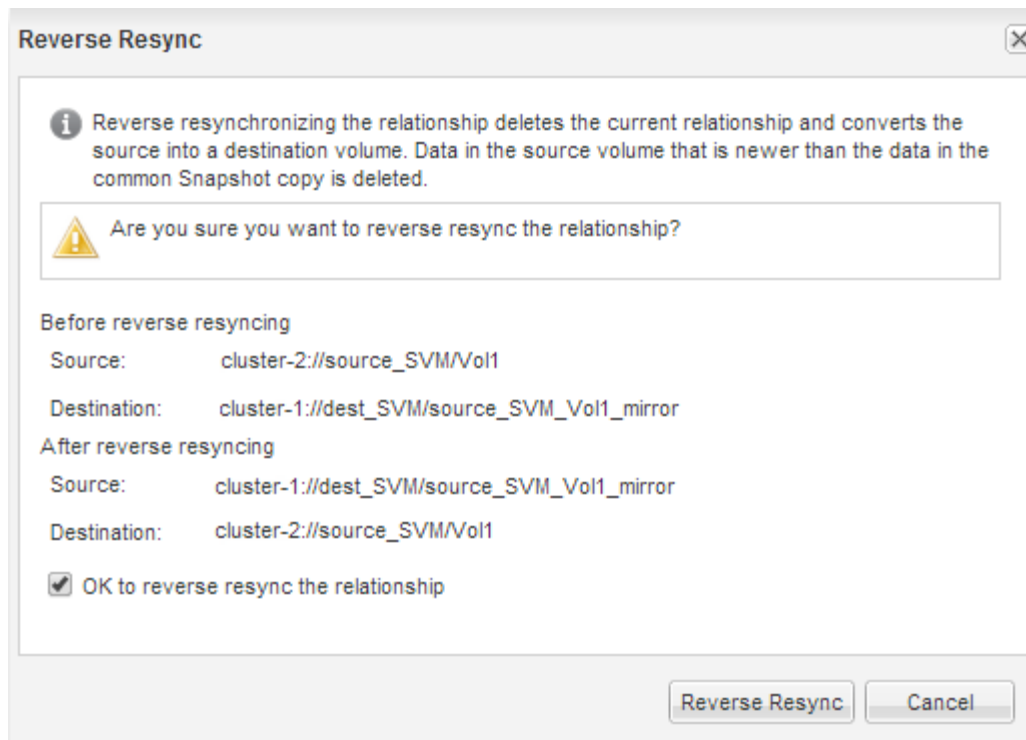 Reverse Resync
Reverse resynchronizing the relationship deletes the current relationship and converts the
source into a destination volume. Data in the source volume that is newer than the data in the
common Snapshot copy is deleted.
Are you sure you want to reverse resync the relationship?
Before reverse resyncing
Source: cluster-2://source_SVM/Vol1
Destination: cluster-1://dest_SVM/source_SVM_Vol1_mirror
After reverse resyncing
Source: cluster-1://dest_SVM/source_SVM_Vol1_mirror
Destination: cluster-2://source_SVM/Vol1
OK to reverse resync the relationship
Reverse Resync Cancel